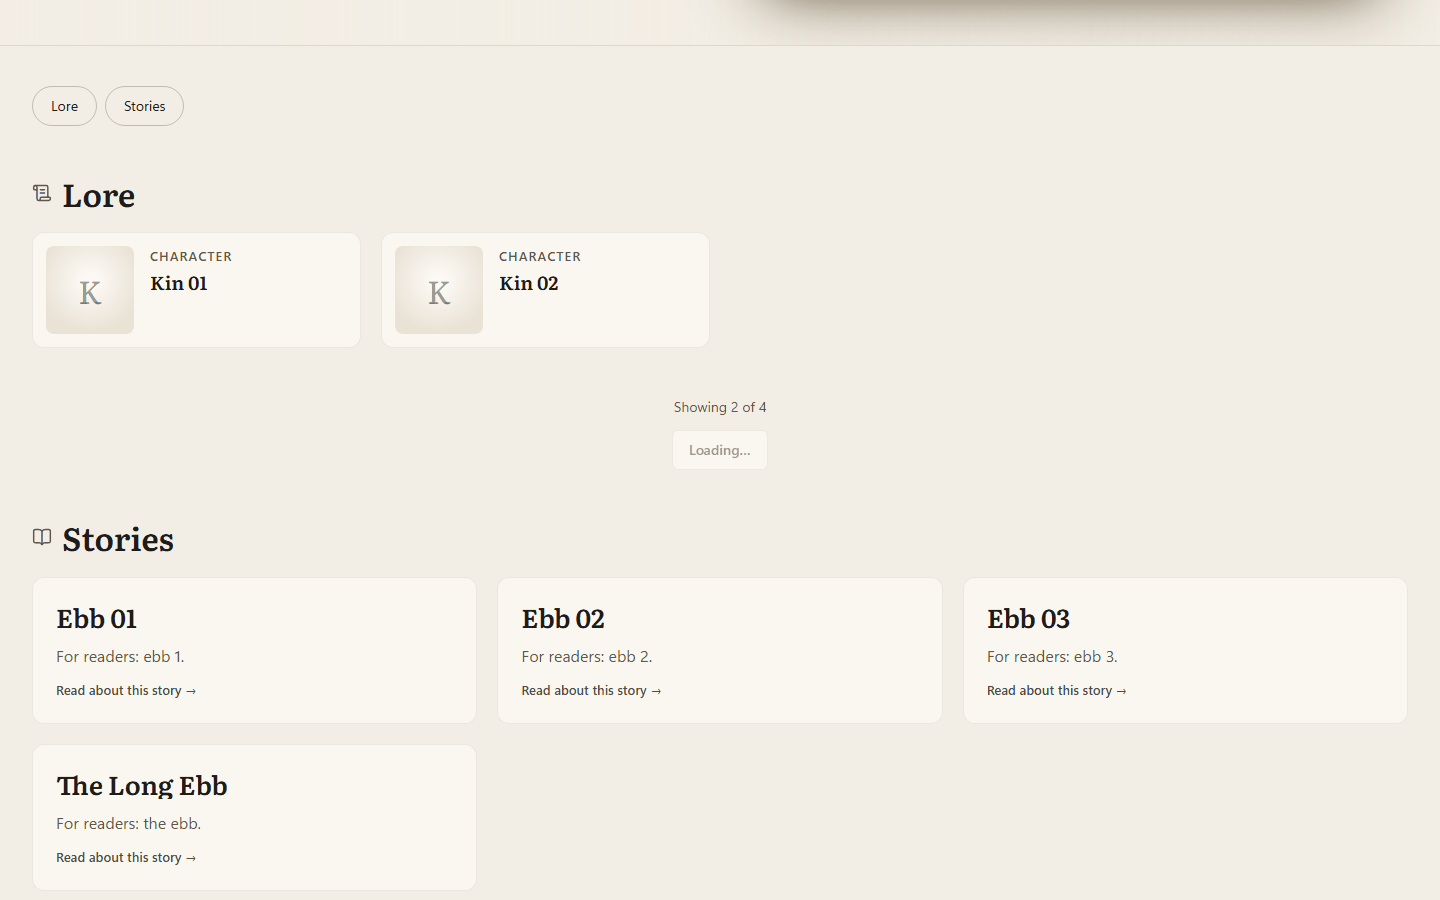 Lore
Stories
Lore
K
CHARACTER
Kin 01
K
CHARACTER
Kin 02
Showing 2 of 4
Loading...
Stories
Ebb 01
For readers: ebb 1.
Read about this story →
Ebb 02
For readers: ebb 2.
Read about this story →
Ebb 03
For readers: ebb 3.
Read about this story →
The Long Ebb
For readers: the ebb.
Read about this story →